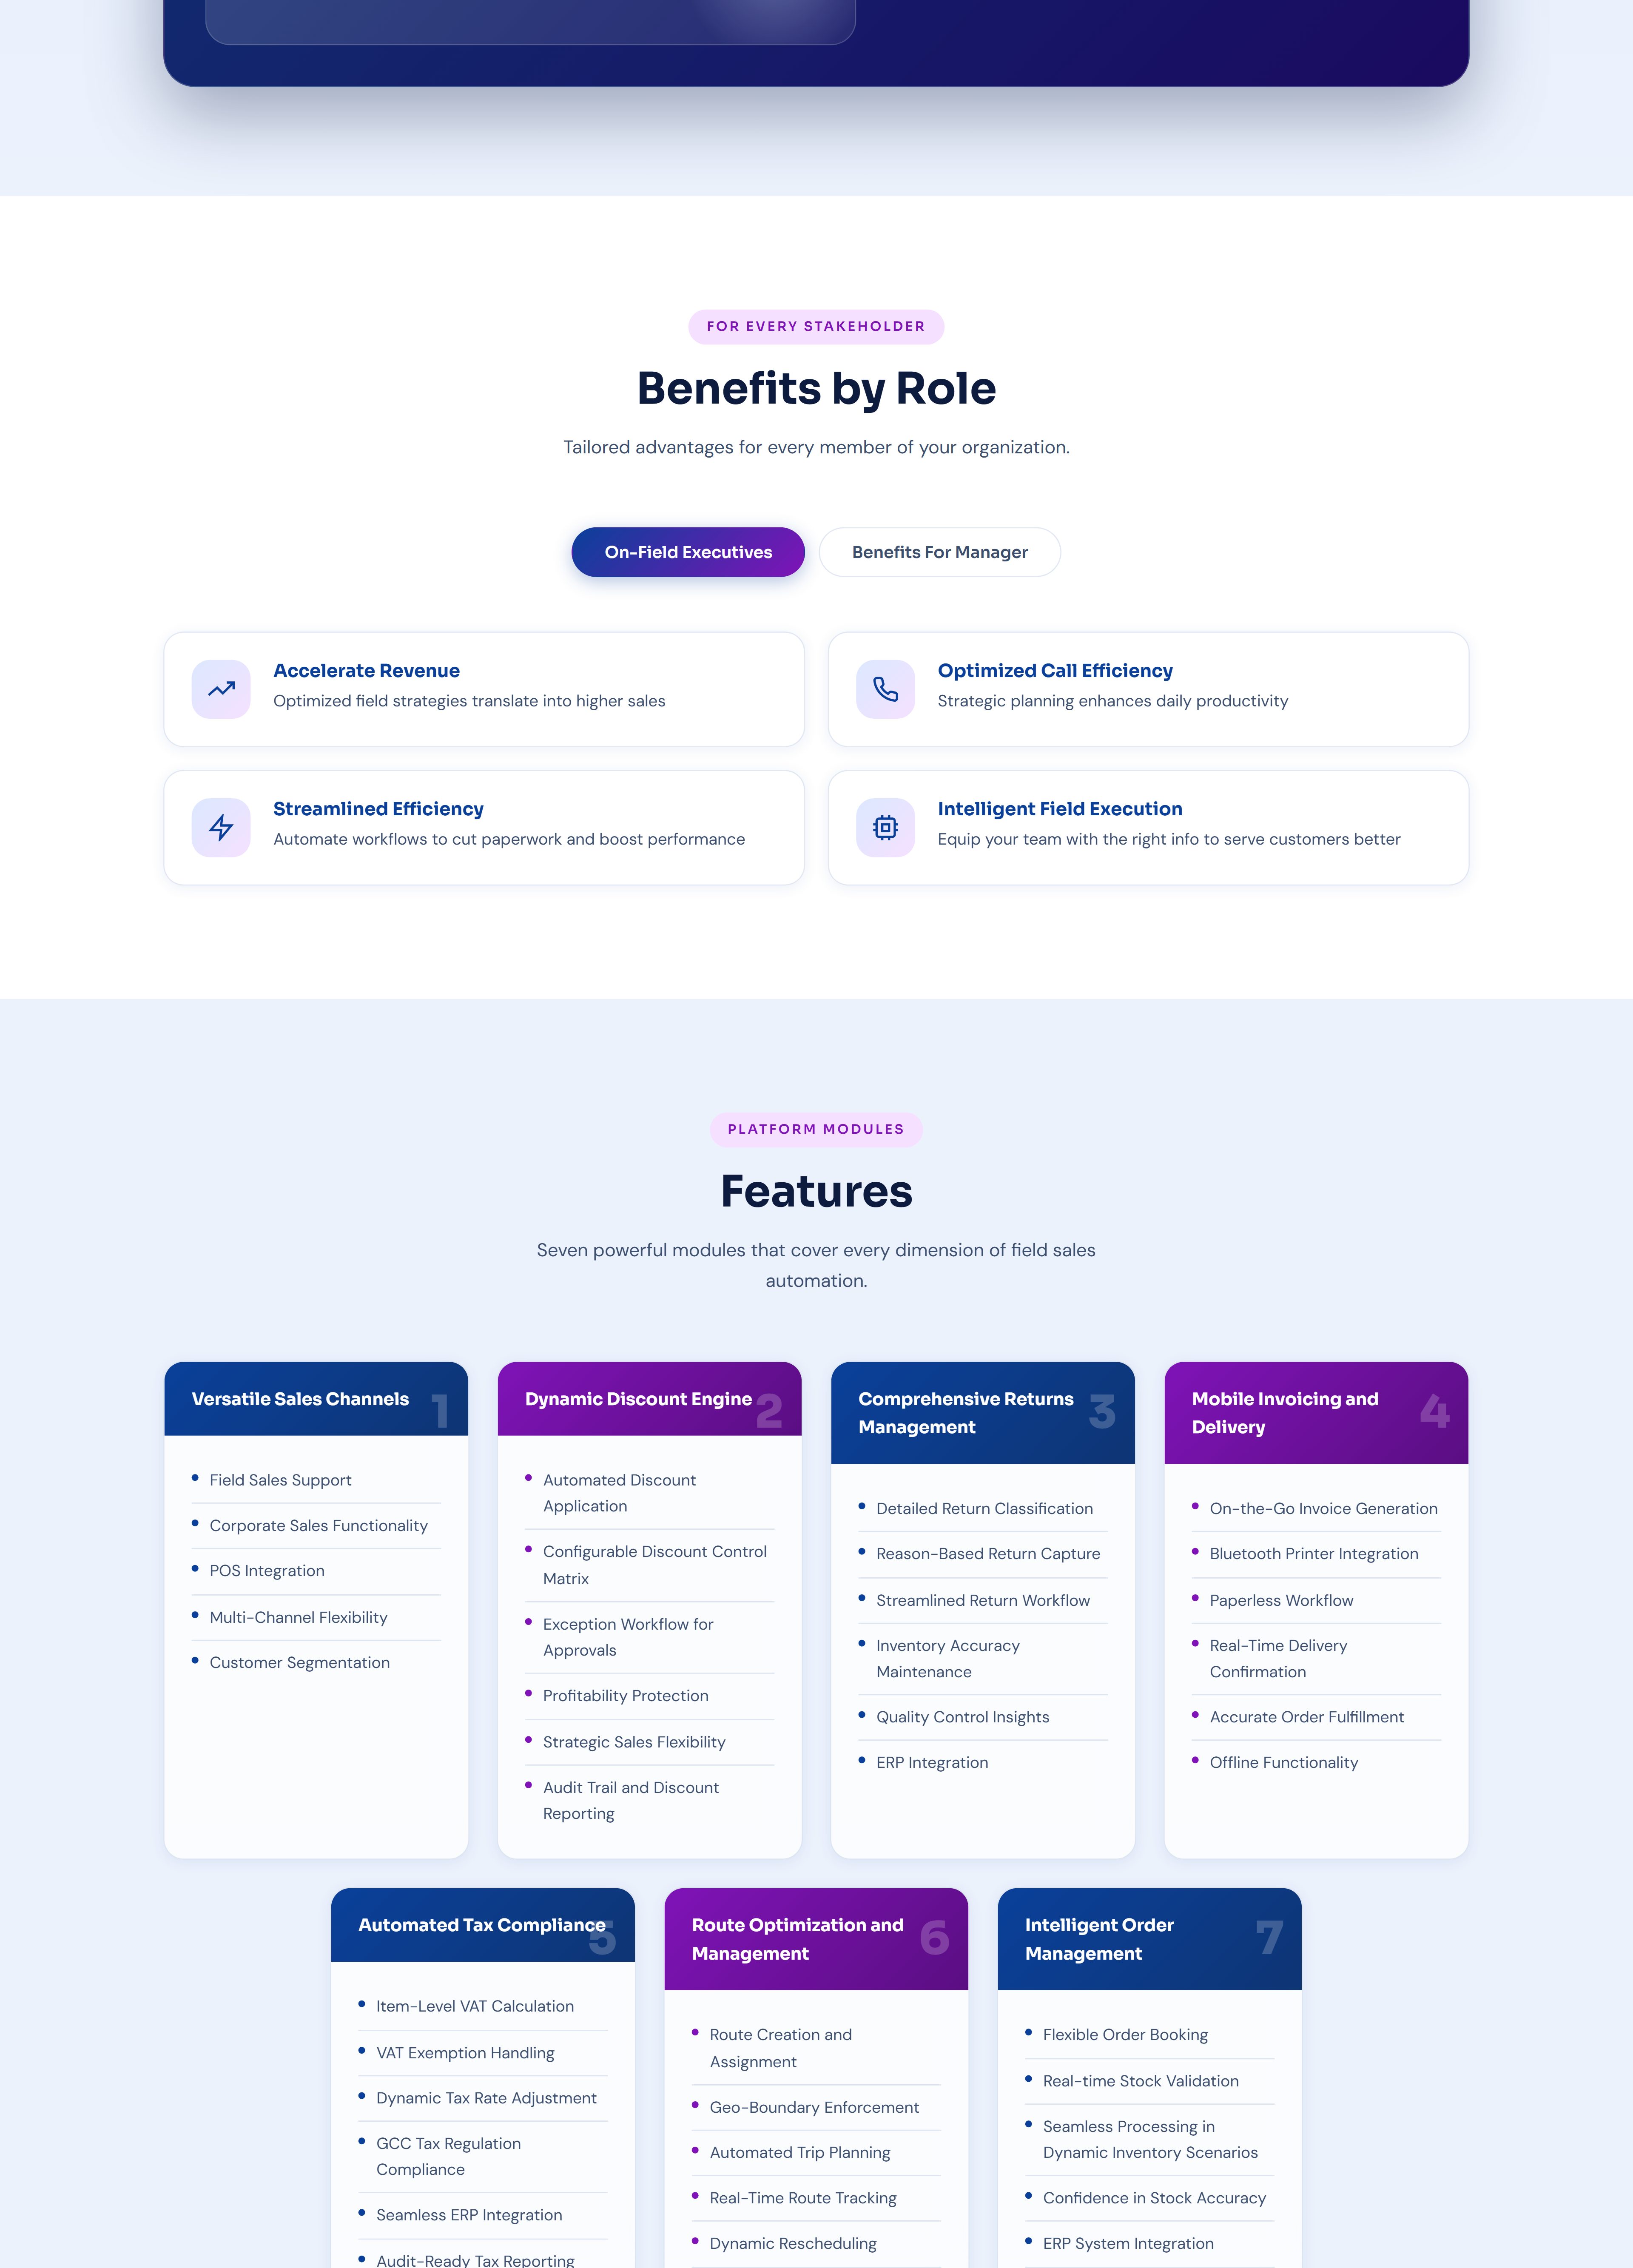 FOR EVERY STAKEHOLDER
Benefits by Role
Tailored advantages for every member of your organization.
On-Field Executives
Benefits For Manager
Accelerate Revenue
Optimized field strategies translate into higher sales
Optimized Call Efficiency
Strategic planning enhances daily productivity
Streamlined Efficiency
Automate workflows to cut paperwork and boost performance
Intelligent Field Execution
Equip your team with the right info to serve customers better
PLATFORM MODULES
Features
Seven powerful modules that cover every dimension of field sales
automation.
Versatile Sales Channels
1
Field Sales Support
Corporate Sales Functionality
POS Integration
Multi-Channel Flexibility
Customer Segmentation
Dynamic Discount Engine
2
Automated Discount
Application
Configurable Discount Control
Matrix
Exception Workflow for
Approvals
Profitability Protection
Strategic Sales Flexibility
Audit Trail and Discount
Reporting
Comprehensive Returns
Management
3
Detailed Return Classification
Reason-Based Return Capture
Streamlined Return Workflow
Inventory Accuracy
Maintenance
Quality Control Insights
ERP Integration
Mobile Invoicing and
Delivery
4
On-the-Go Invoice Generation
Bluetooth Printer Integration
Paperless Workflow
Real-Time Delivery
Confirmation
Accurate Order Fulfillment
Offline Functionality
Automated Tax Compliance
5
Item-Level VAT Calculation
VAT Exemption Handling
Dynamic Tax Rate Adjustment
GCC Tax Regulation
Compliance
Seamless ERP Integration
Audit-Ready Tax Reporting
Route Optimization and
Management
6
Route Creation and
Assignment
Geo-Boundary Enforcement
Automated Trip Planning
Real-Time Route Tracking
Dynamic Rescheduling
Intelligent Order
Management
7
Flexible Order Booking
Real-time Stock Validation
Seamless Processing in
Dynamic Inventory Scenarios
Confidence in Stock Accuracy
ERP System Integration